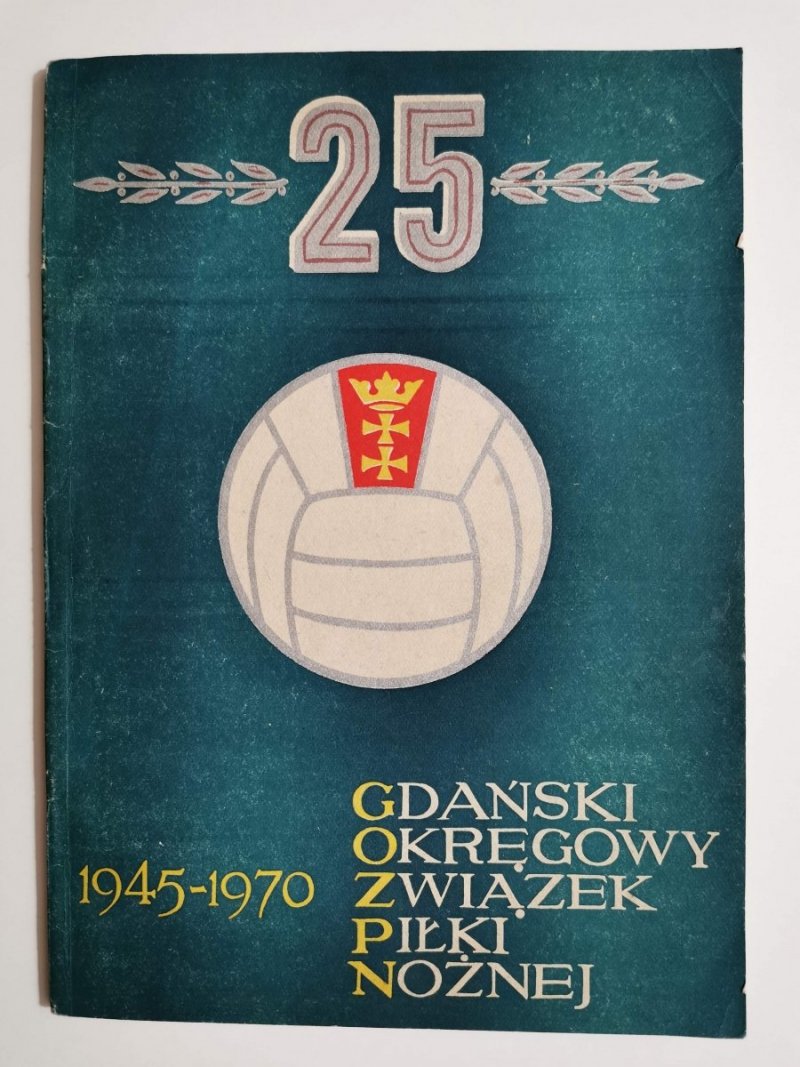 25
1945-1970
GDAŃSKI
OKRĘGOWY
ZWIĄZEK
PIŁKI
NOŻNEJ